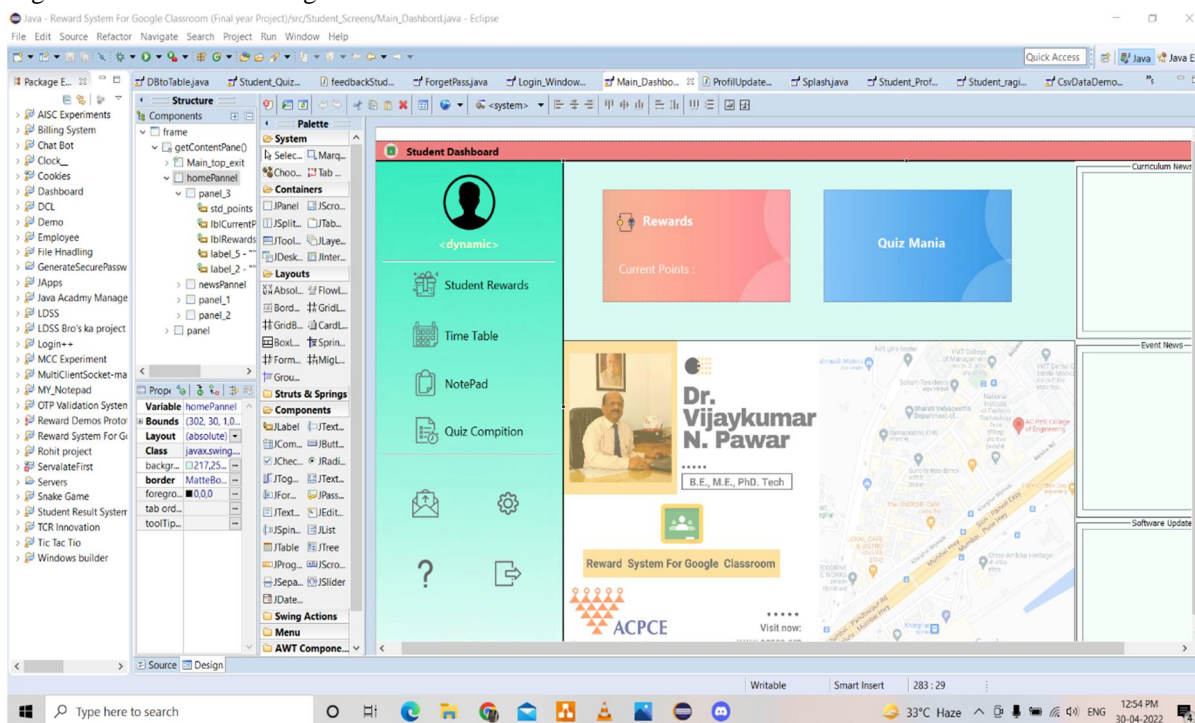 Java - Reward System For Google Classroom (Final year Project)/src/Student_Screens/Main_Dashbord.java - Eclipse
File Edit Source Refactor Navigate Search Project Run Window Help
Quick Access
Java
Java E
Package E...
DBtoTable.java
Student_Quiz...
feedbackStud...
ForgetPass.java
Login_Window...
Main_Dashbo...
ProfilUpdate...
Splash.java
Student_Prof...
Student_ragi...
CsvDataDemo...
AISC Experiments
Billing System
Chat Bot
Clock_
Cookies
Dashboard
DCL
Demo
Employee
File Hnadling
GenerateSecurePassw
JApps
Java Acadmy Manage
LDSS
LDSS Bro's ka project
Login++
MCC Experiment
MultiClientSocket-ma
MY_Notepad
OTP Validation System
Reward Demos Protot
Reward System For Go
Rohit project
ServalateFirst
Servers
Snake Game
Student Result System
TCR Innovation
Tic Tac Tio
Windows builder
Structure
Components
frame
getContentPane()
Main_top_exit
homePannel
panel_3
std_points
lblCurrentP
lblRewards
label_5 - ""
label_2 - ""
newsPannel
panel_1
panel_2
panel
Prope
Variable homePannel
Bounds (302, 30, 1,0...
Layout (absolute)
Class javax.swing....
backgr... 217,25...
border MatteBo...
foregro... 0,0,0
tab ord...
toolTip...
Source Design
<system>
Palette
System
Selec... Marq...
Choo... Tab ...
Containers
JPanel JScro...
JSplit... JTab...
JTool... JLaye...
JDesk... JInter...
Layouts
Absol... FlowL...
Bord... GridL...
GridB... CardL...
BoxL... Sprin...
Form... MigL...
Grou...
Struts & Springs
Components
JLabel JText...
JCom... JButt...
JChec... JRadi...
JTog... JText...
JFor... JPass...
JText... JEdit...
JSpin... JList
JTable JTree
JProg... JScro...
JSepa... JSlider
JDate...
Swing Actions
Menu
AWT Compone...
Student Dashboard
<dynamic>
Student Rewards
Time Table
NotePad
Quiz Compition
Rewards
Current Points :
Quiz Mania
Curriculum News
Event News
Software Update
Dr.
Vijaykumar
N. Pawar
B.E., M.E., PhD. Tech
Reward System For Google Classroom
ACPCE
Visit now:
Writable
Smart Insert
283 : 29
Type here to search
33°C Haze
ENG
12:54 PM
30-04-2022